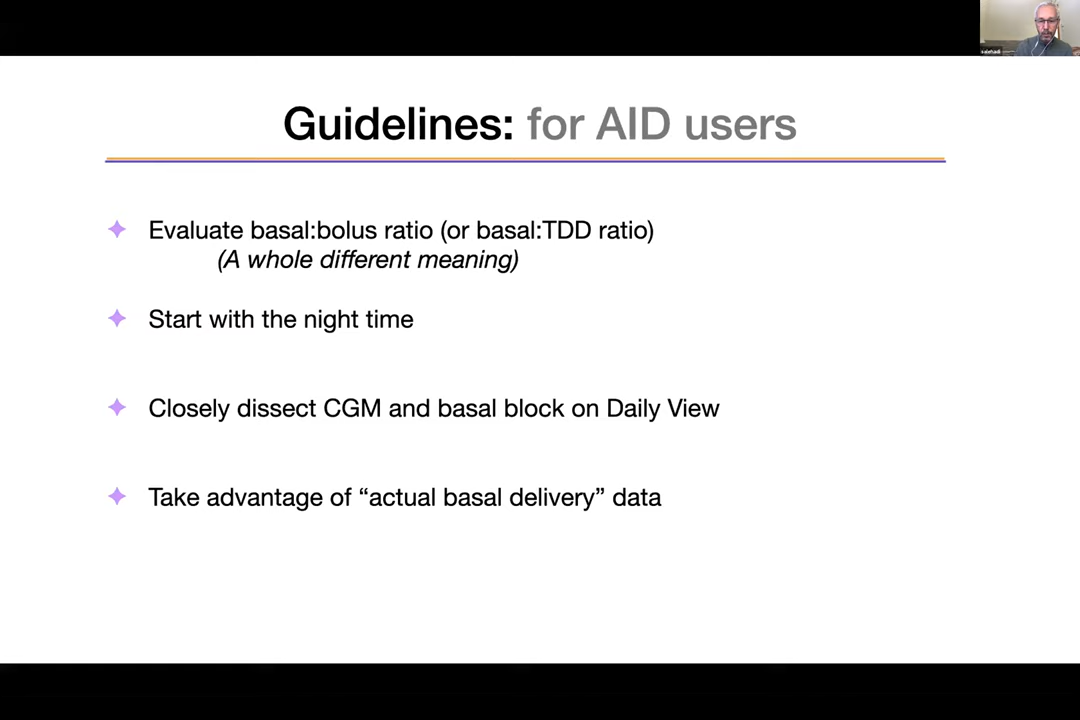 Guidelines: for AID users
Evaluate basal:bolus ratio (or basal:TDD ratio)
(A whole different meaning)
Start with the night time
Closely dissect CGM and basal block on Daily View
Take advantage of “actual basal delivery” data